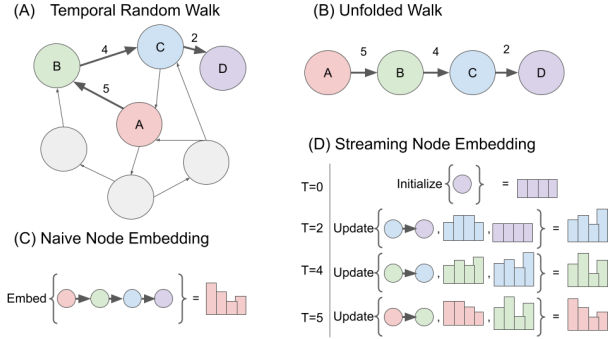 (A) Temporal Random Walk
B
4
C
2
D
5
A
(B) Unfolded Walk
A
5
B
4
C
2
D
(C) Naive Node Embedding
Embed { } =
(D) Streaming Node Embedding
T=0 Initialize { } =
T=2 Update { , , } =
T=4 Update { , , } =
T=5 Update { , , } =